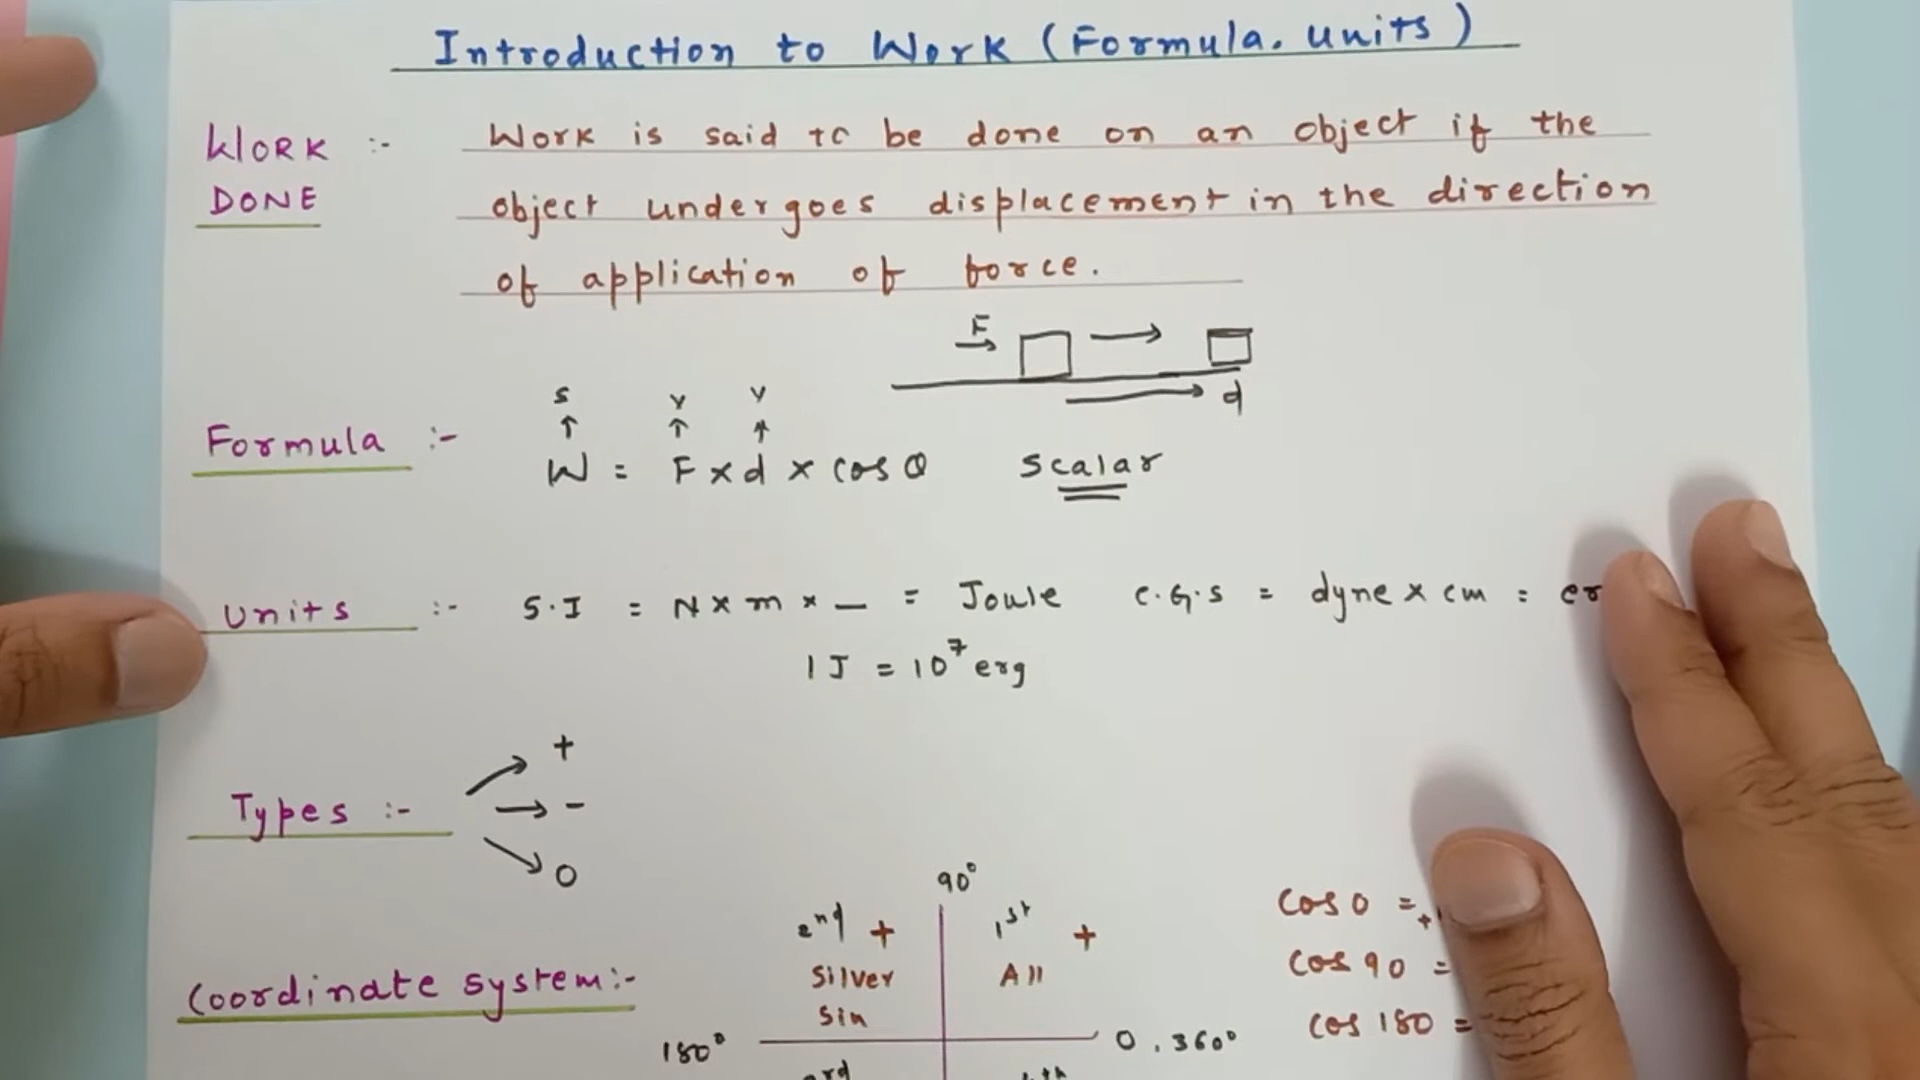 Introduction to Work (Formula. Units)
WORK DONE :- Work is said to be done on an object if the
object undergoes displacement in the direction
of application of force.
F
d
S V V
Formula :- W = F x d x cos θ Scalar
Units :- S.I = N x m x — = Joule C.G.S = dyne x cm =
1 J = 10⁷ erg
Types :- +
-
0
90°
2nd + 1st +
Silver All
Sin
Coordinate system:-
180° 0.360°
cos 0 = +
cos 90 =
cos 180 =